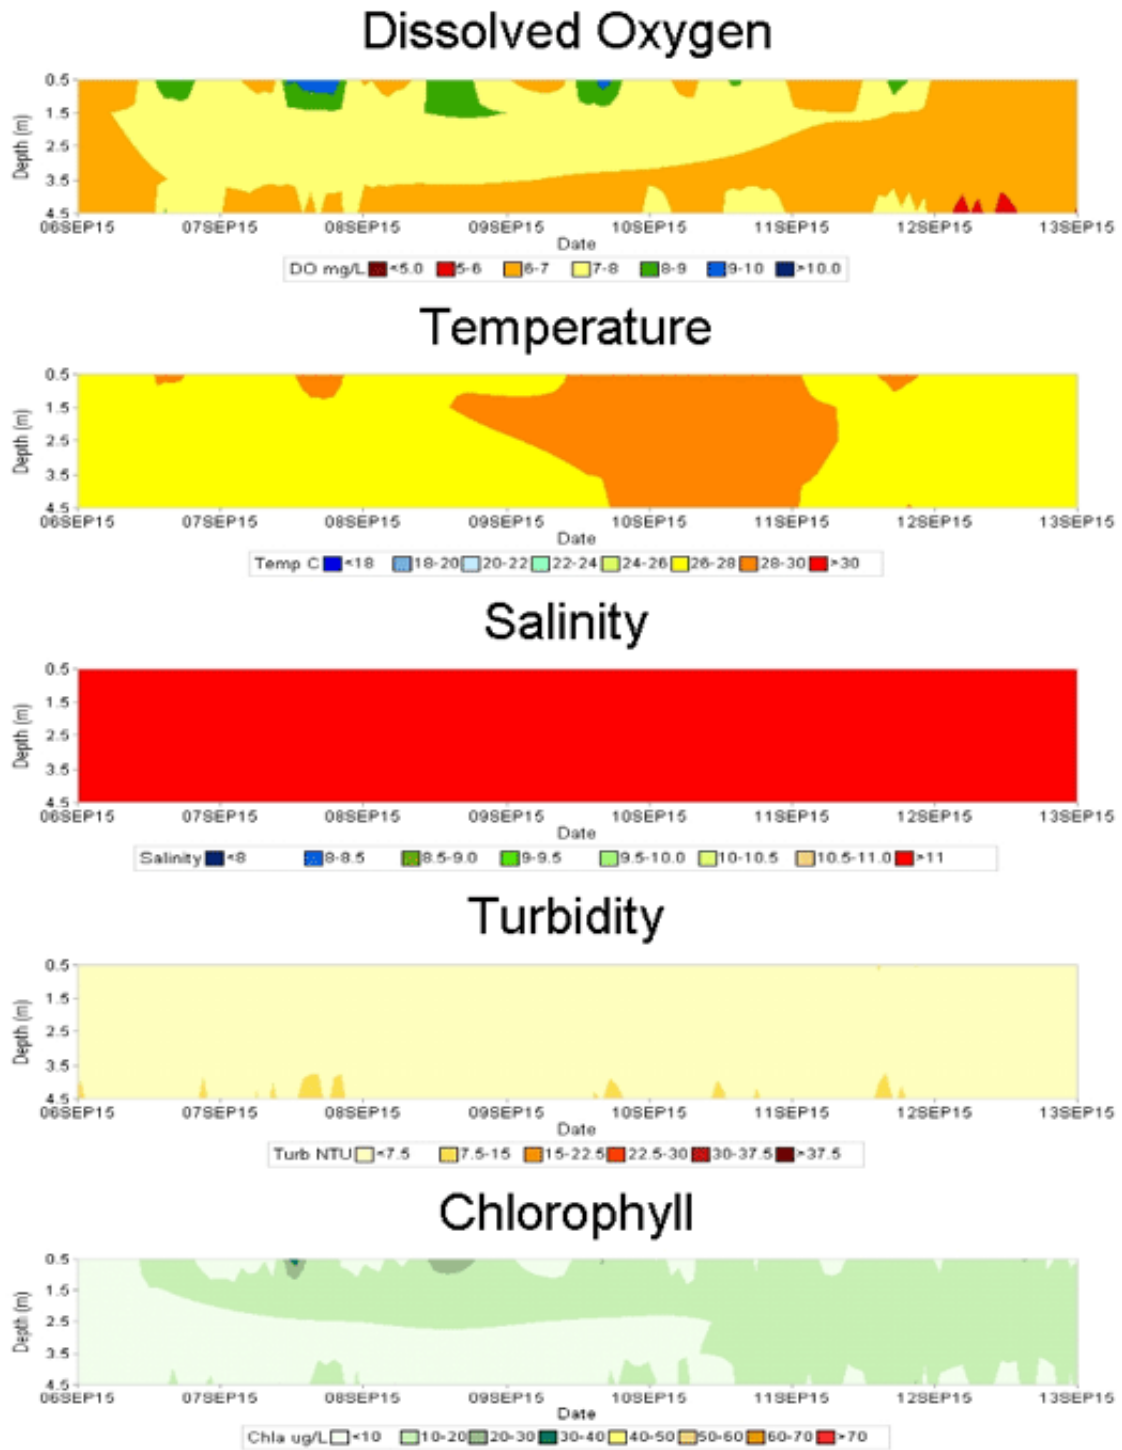 Dissolved Oxygen
0.5
1.5
2.5
3.5
4.5
Depth (m)
06SEP15 07SEP15 08SEP15 09SEP15 10SEP15 11SEP15 12SEP15 13SEP15
Date
DO mg/L <5.0 5-6 6-7 7-8 8-9 9-10 >10.0
Temperature
0.5
1.5
2.5
3.5
4.5
Depth (m)
06SEP15 07SEP15 08SEP15 09SEP15 10SEP15 11SEP15 12SEP15 13SEP15
Date
Temp C <18 18-20 20-22 22-24 24-26 26-28 28-30 >30
Salinity
0.5
1.5
2.5
3.5
4.5
Depth (m)
06SEP15 07SEP15 08SEP15 09SEP15 10SEP15 11SEP15 12SEP15 13SEP15
Date
Salinity <8 8-8.5 8.5-9.0 9-9.5 9.5-10.0 10-10.5 10.5-11.0 >11
Turbidity
0.5
1.5
2.5
3.5
4.5
Depth (m)
06SEP15 07SEP15 08SEP15 09SEP15 10SEP15 11SEP15 12SEP15 13SEP15
Date
Turb NTU <7.5 7.5-15 15-22.5 22.5-30 30-37.5 >37.5
Chlorophyll
0.5
1.5
2.5
3.5
4.5
Depth (m)
06SEP15 07SEP15 08SEP15 09SEP15 10SEP15 11SEP15 12SEP15 13SEP15
Date
Chla ug/L <10 10-20 20-30 30-40 40-50 50-60 60-70 >70